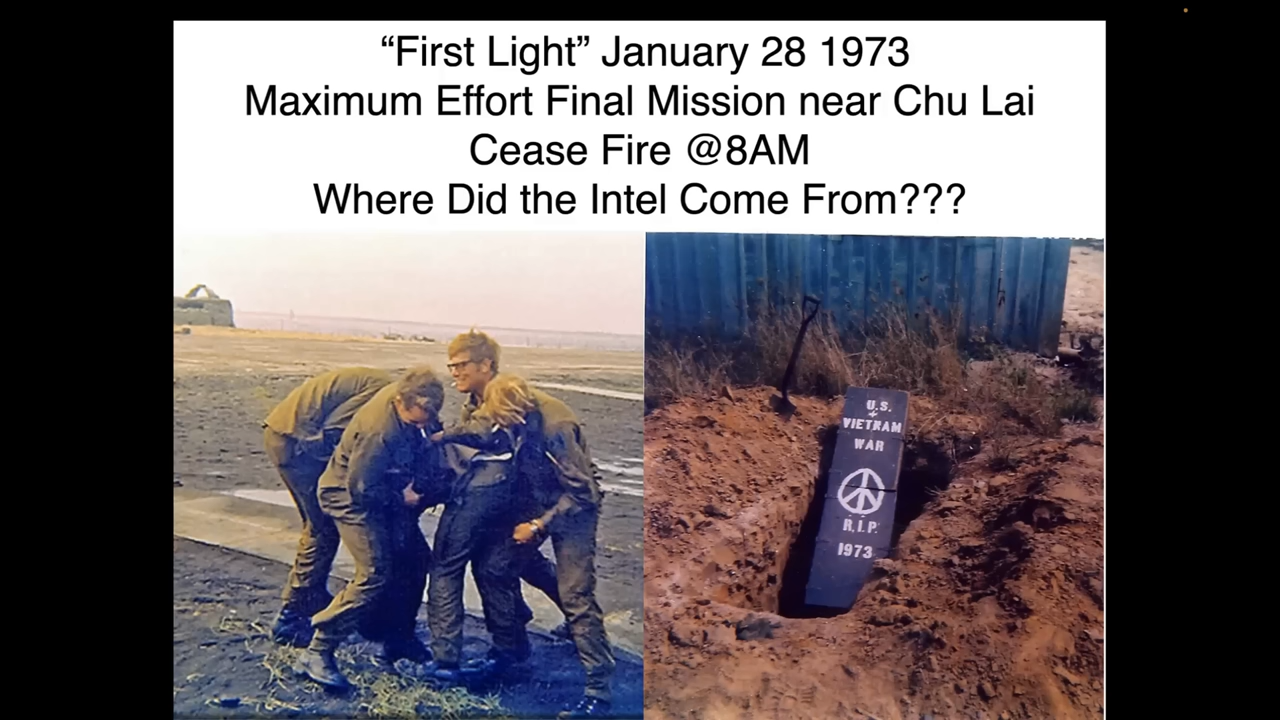 “First Light” January 28 1973
Maximum Effort Final Mission near Chu Lai
Cease Fire @8AM
Where Did the Intel Come From???
U.S.
+
VIETNAM
WAR
R.I.P.
1973